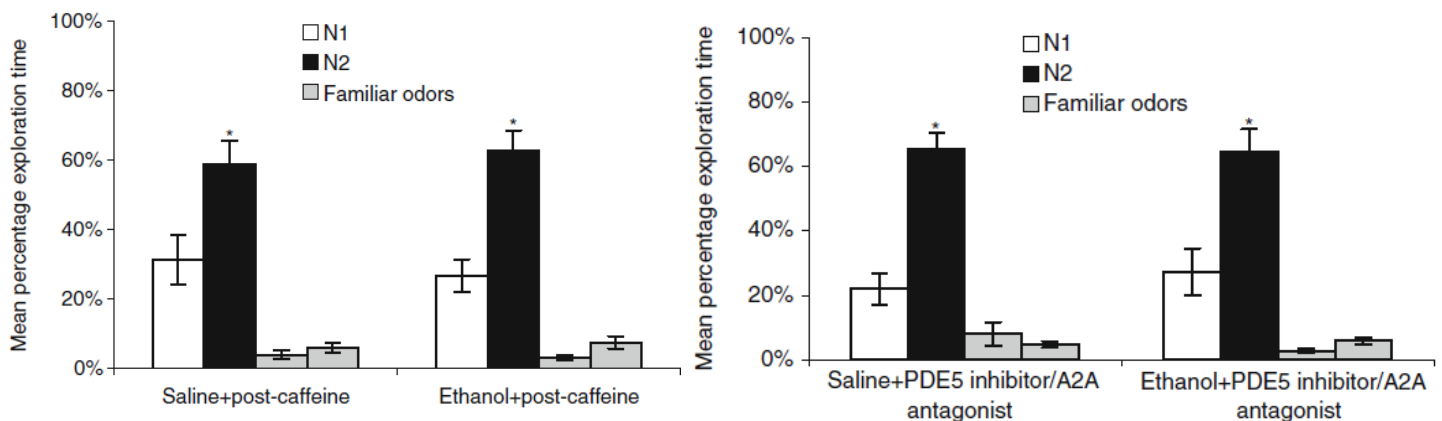 Mean percentage exploration time
100%
80%
60%
40%
20%
0%
N1
N2
Familiar odors
*
*
Saline+post-caffeine
Ethanol+post-caffeine
Mean percentage exploration time
100%
80%
60%
40%
20%
0%
N1
N2
Familiar odors
*
*
Saline+PDE5 inhibitor/A2A
antagonist
Ethanol+PDE5 inhibitor/A2A
antagonist